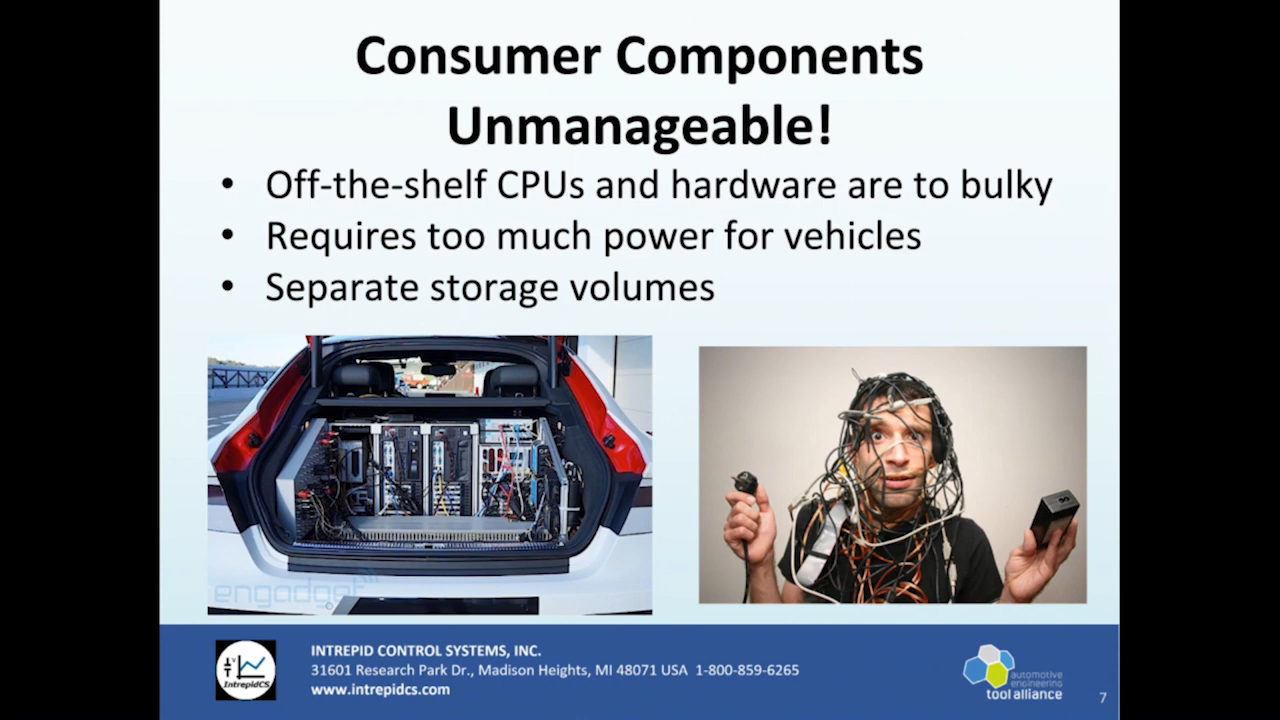 Consumer Components
Unmanageable!
• Off-the-shelf CPUs and hardware are to bulky
• Requires too much power for vehicles
• Separate storage volumes
engadget
INTREPID CONTROL SYSTEMS, INC.
31601 Research Park Dr., Madison Heights, MI 48071 USA 1-800-859-6265
www.intrepidcs.com
IntrepidCS
automotive
engineering
tool alliance
7